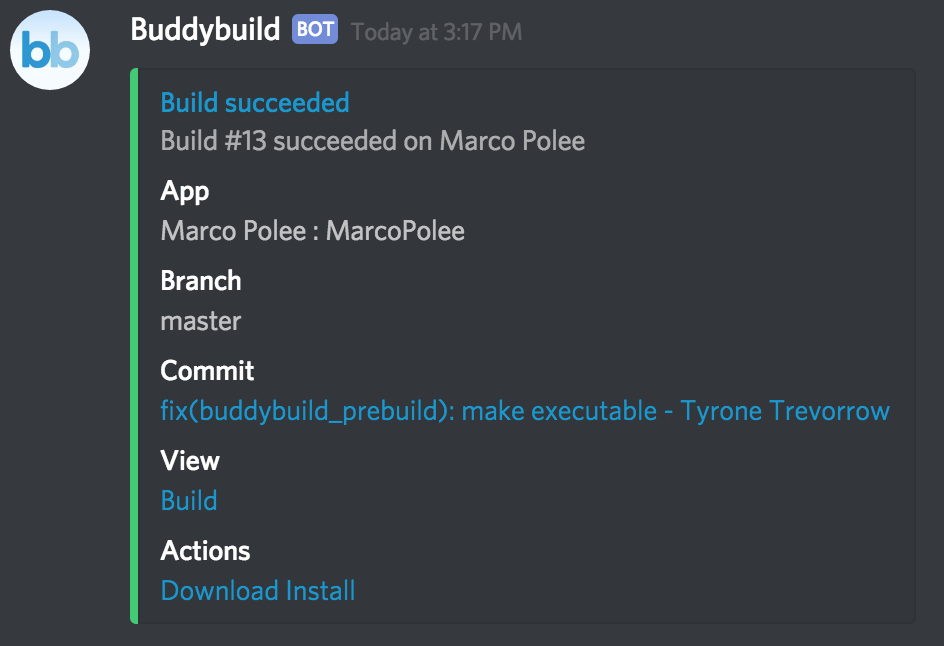 bb
Buddybuild BOT Today at 3:17 PM
Build succeeded
Build #13 succeeded on Marco Polee
App
Marco Polee : MarcoPolee
Branch
master
Commit
fix(buddybuild_prebuild): make executable - Tyrone Trevorrow
View
Build
Actions
Download Install